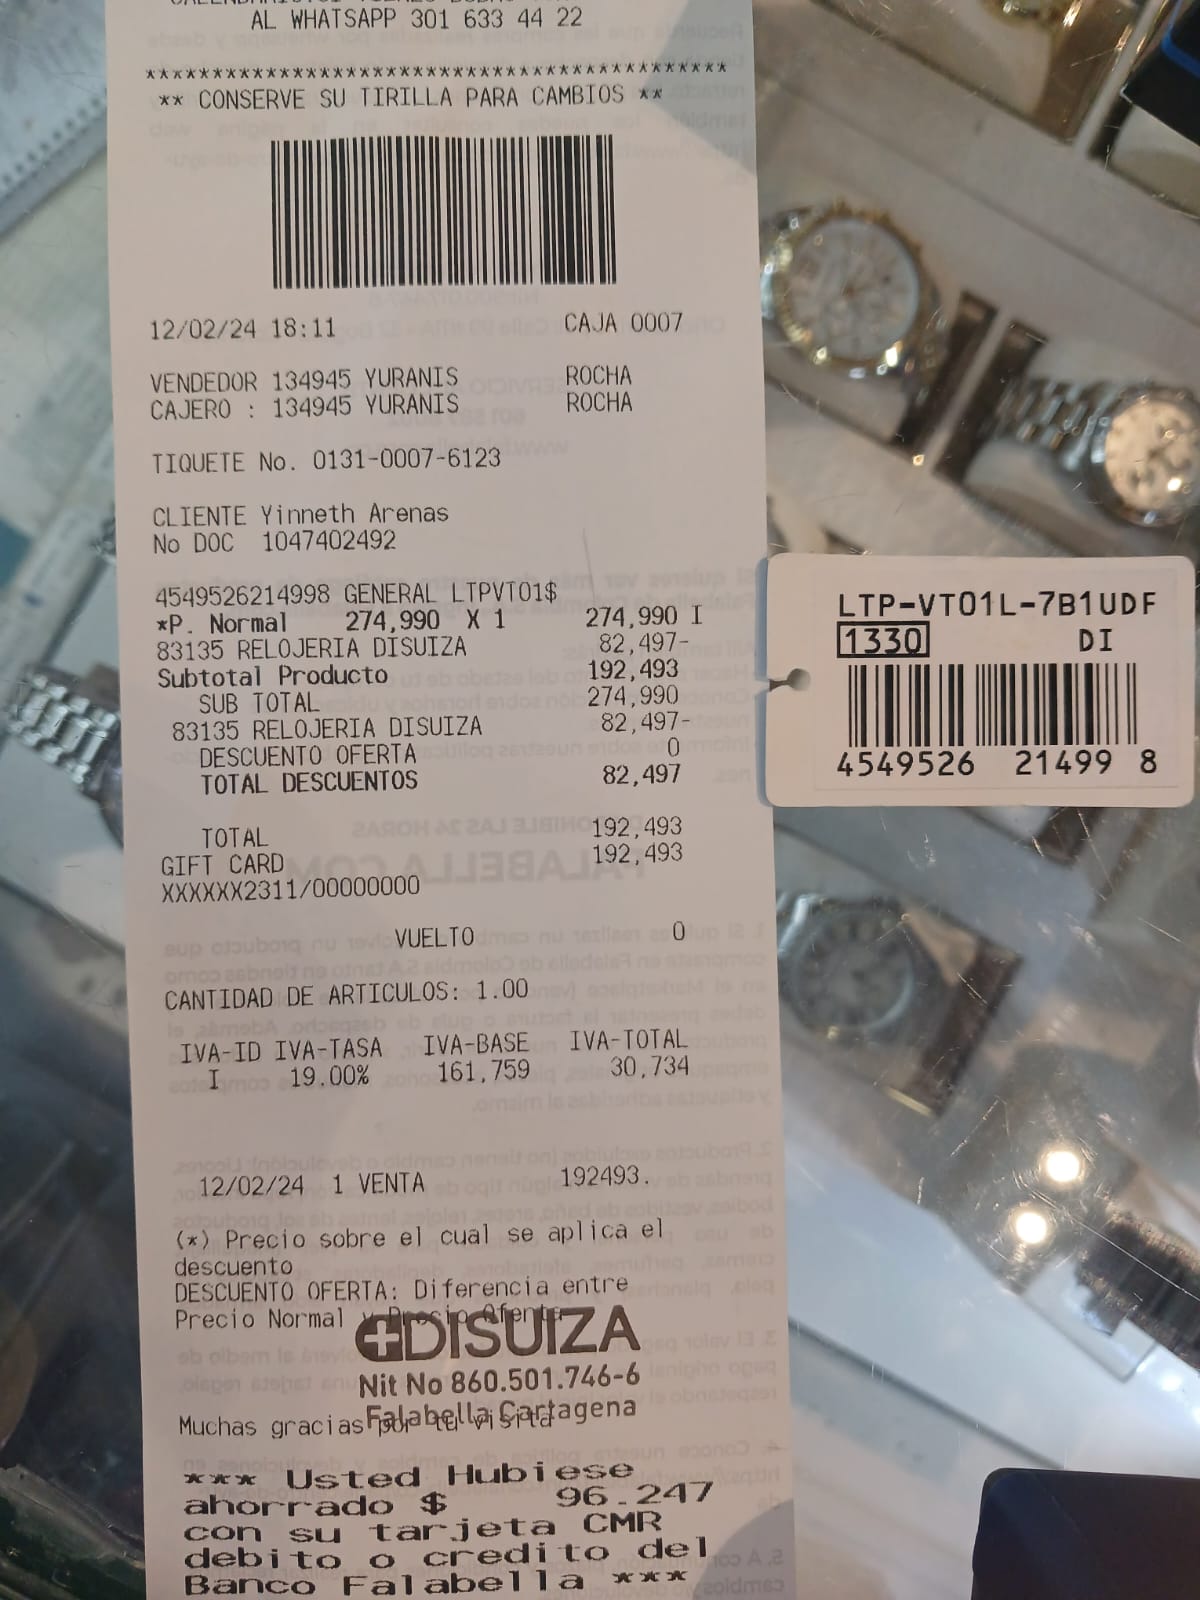 AL WHATSAPP 301 633 44 22
********************************************
** CONSERVE SU TIRILLA PARA CAMBIOS **
12/02/24 18:11 CAJA 0007
VENDEDOR 134945 YURANIS ROCHA
CAJERO : 134945 YURANIS ROCHA
TIQUETE No. 0131-0007-6123
CLIENTE Yinneth Arenas
No DOC 1047402492
4549526214998 GENERAL LTPVT01$
*P. Normal 274,990 X 1 274,990 I
83135 RELOJERIA DISUIZA 82,497-
Subtotal Producto 192,493
SUB TOTAL 274,990
83135 RELOJERIA DISUIZA 82,497-
DESCUENTO OFERTA 0
TOTAL DESCUENTOS 82,497
TOTAL 192,493
GIFT CARD 192,493
XXXXXX2311/00000000
VUELTO 0
CANTIDAD DE ARTICULOS: 1.00
IVA-ID IVA-TASA IVA-BASE IVA-TOTAL
I 19.00% 161,759 30,734
12/02/24 1 VENTA 192493.
(*) Precio sobre el cual se aplica el
descuento
DESCUENTO OFERTA: Diferencia entre
Precio Normal y Precio Oferta
DISUIZA
Nit No 860.501.746-6
Falabella Cartagena
Muchas gracias por tu visita
*** Usted Hubiese
ahorrado $ 96.247
con su tarjeta CMR
debito o credito del
Banco Falabella ***
LTP-VT01L-7B1UDF
1330 DI
4549526 21499 8